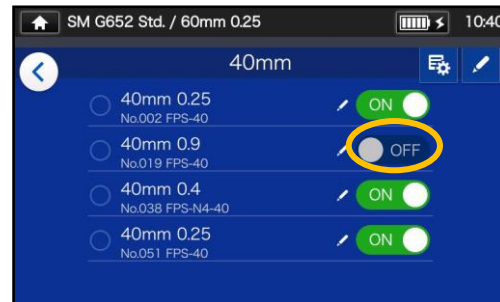 SM G652 Std. / 60mm 0.25
10:40
40mm
40mm 0.25
No.002 FPS-40
ON
40mm 0.9
No.019 FPS-40
OFF
40mm 0.4
No.038 FPS-N4-40
ON
40mm 0.25
No.051 FPS-40
ON